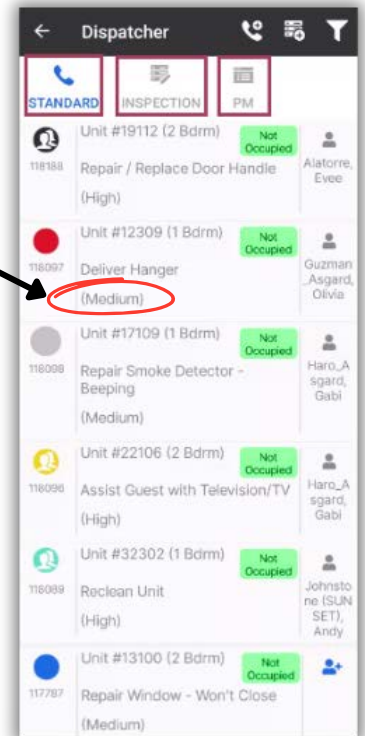 Dispatcher
STANDARD INSPECTION PM
Unit #19112 (2 Bdrm)
Not
Occupied
118188
Repair / Replace Door Handle
(High)
Alatorre,
Evee
Unit #12309 (1 Bdrm)
Not
Occupied
118097
Deliver Hanger
(Medium)
Guzman
_Asgard,
Olivia
Unit #17109 (1 Bdrm)
Not
Occupied
118098
Repair Smoke Detector -
Beeping
(Medium)
Haro_A
sgard,
Gabi
Unit #22106 (2 Bdrm)
Not
Occupied
118096
Assist Guest with Television/TV
(High)
Haro_A
sgard,
Gabi
Unit #32302 (1 Bdrm)
Not
Occupied
118089
Reclean Unit
(High)
Johnsto
ne (SUN
SET),
Andy
Unit #13100 (2 Bdrm)
Not
Occupied
117787
Repair Window - Won't Close
(Medium)